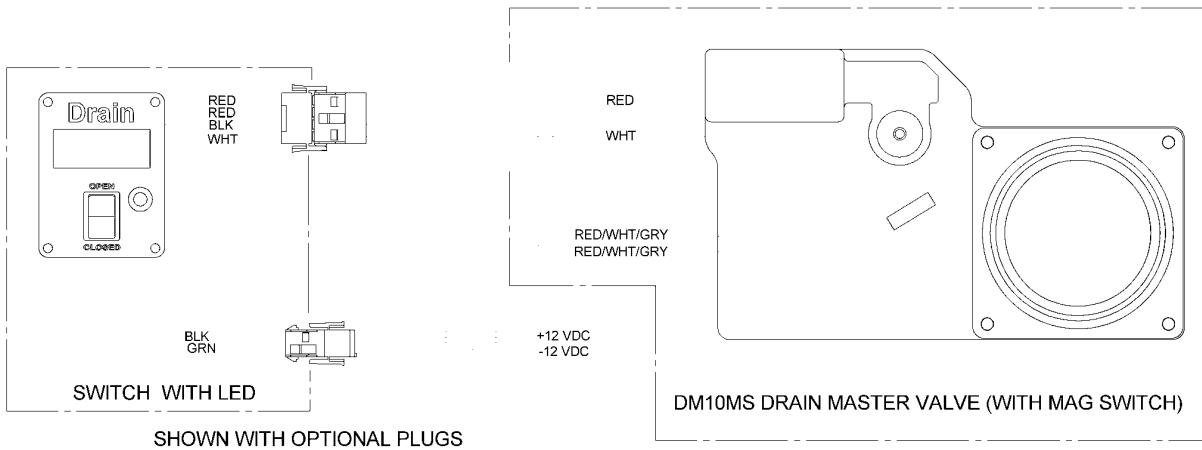 Drain
OPEN
CLOSED
RED
RED
BLK
WHT
BLK
GRN
SWITCH WITH LED
SHOWN WITH OPTIONAL PLUGS
RED
WHT
RED/WHT/GRY
RED/WHT/GRY
+12 VDC
-12 VDC
DM10MS DRAIN MASTER VALVE (WITH MAG SWITCH)